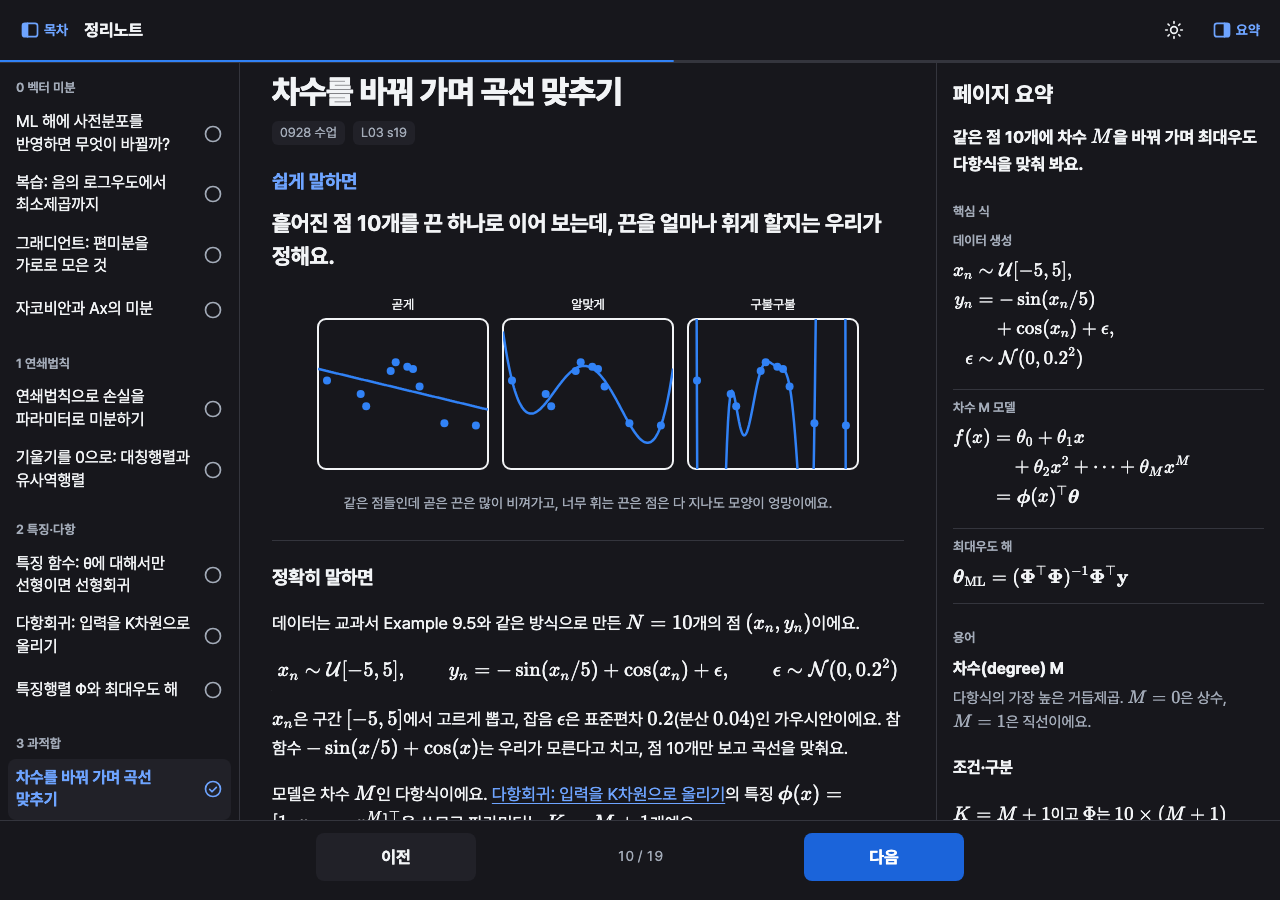 목차 정리노트 요약
0 벡터 미분
ML 해에 사전분포를
반영하면 무엇이 바뀔까?
복습: 음의 로그우도에서
최소제곱까지
그래디언트: 편미분을
가로로 모은 것
자코비안과 Ax의 미분
1 연쇄법칙
연쇄법칙으로 손실을
파라미터로 미분하기
기울기를 0으로: 대칭행렬과
유사역행렬
2 특징·다항
특징 함수: θ에 대해서만
선형이면 선형회귀
다항회귀: 입력을 K차원으로
올리기
특징행렬 Φ와 최대우도 해
3 과적합
차수를 바꿔 가며 곡선
맞추기
차수를 바꿔 가며 곡선 맞추기
0928 수업 L03 s19
쉽게 말하면
흩어진 점 10개를 끈 하나로 이어 보는데, 끈을 얼마나 휘게 할지는 우리가
정해요.
곧게 알맞게 구불구불
같은 점들인데 곧은 끈은 많이 비껴가고, 너무 휘는 끈은 점은 다 지나도 모양이 엉망이에요.
정확히 말하면
데이터는 교과서 Example 9.5와 같은 방식으로 만든 N = 10개의 점 (xₙ, yₙ)이에요.
xₙ ∼ 𝒰[−5, 5], yₙ = − sin(xₙ/5) + cos(xₙ) + ϵ, ϵ ∼ 𝒩(0, 0.2²)
xₙ은 구간 [−5, 5]에서 고르게 뽑고, 잡음 ϵ은 표준편차 0.2(분산 0.04)인 가우시안이에요. 참
함수 − sin(x/5) + cos(x)는 우리가 모른다고 치고, 점 10개만 보고 곡선을 맞춰요.
모델은 차수 M인 다항식이에요. 다항회귀: 입력을 K차원으로 올리기의 특징 ϕ(x) =
페이지 요약
같은 점 10개에 차수 M을 바꿔 가며 최대우도
다항식을 맞춰 봐요.
핵심 식
데이터 생성
xₙ ∼ 𝒰[−5, 5],
yₙ = − sin(xₙ/5)
+ cos(xₙ) + ϵ,
ϵ ∼ 𝒩(0, 0.2²)
차수 M 모델
f(x) = θ₀ + θ₁x
+ θ₂x² + ⋯ + θ_M x^M
= ϕ(x)^⊤θ
최대우도 해
θ_ML = (Φ^⊤Φ)⁻¹Φ^⊤y
용어
차수(degree) M
다항식의 가장 높은 거듭제곱. M = 0은 상수,
M = 1은 직선이에요.
조건·구분
K = M + 1이고 Φ는 10 × (M + 1)
이전 10 / 19 다음